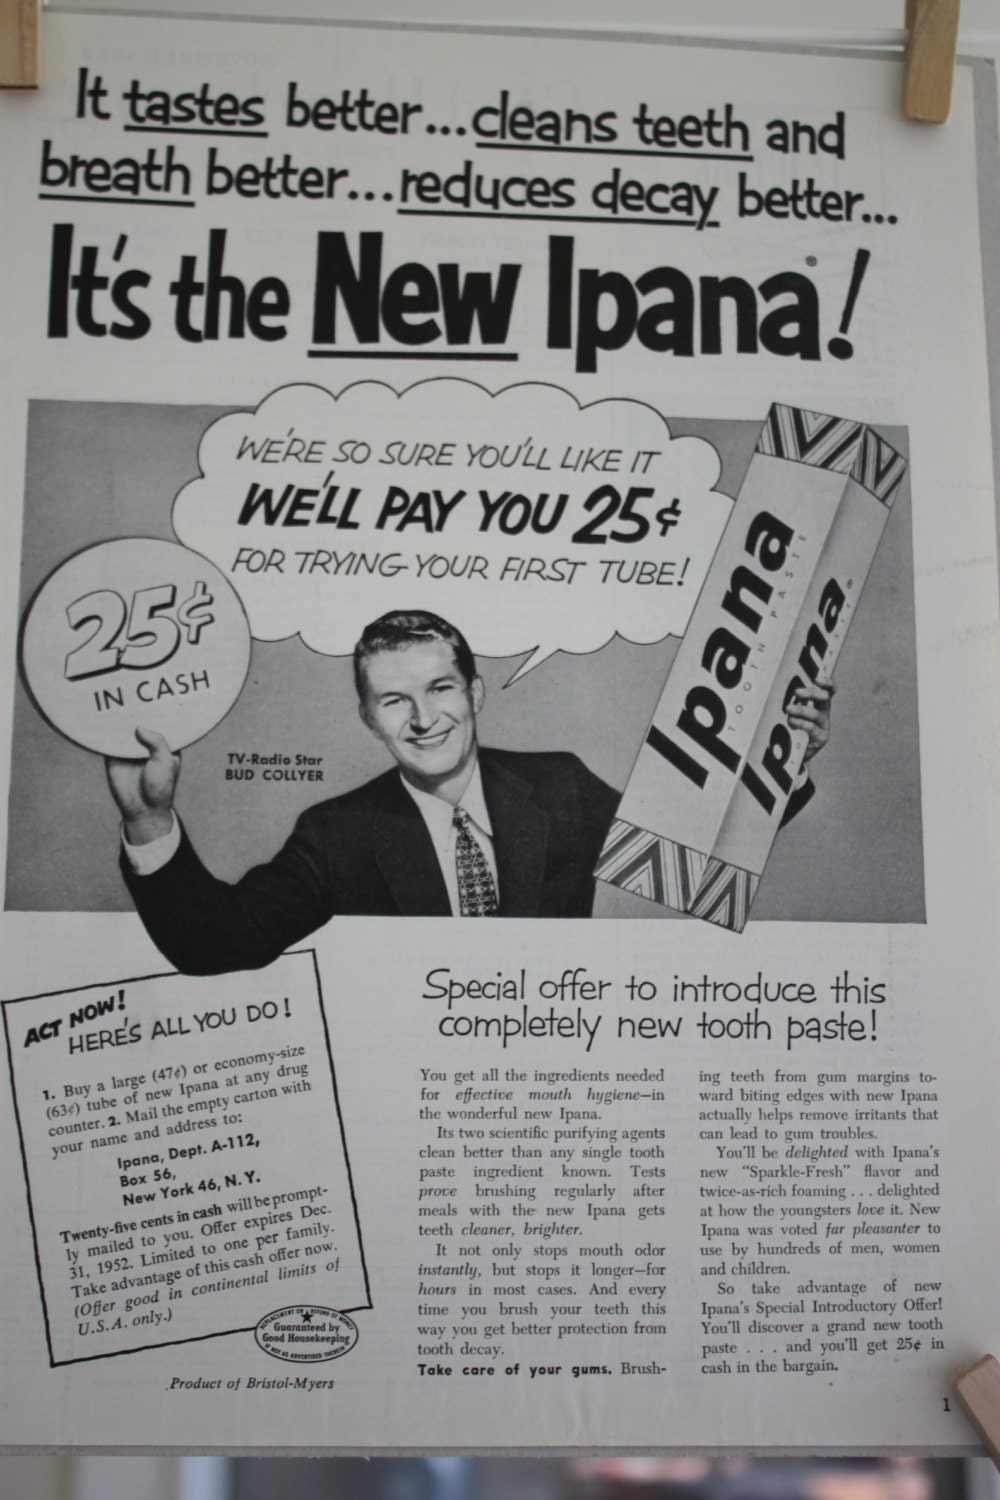 It tastes better...cleans teeth and
breath better...reduces decay better...
It's the New Ipana®!
WE'RE SO SURE YOU'LL LIKE IT
WE'LL PAY YOU 25¢
FOR TRYING YOUR FIRST TUBE!
25¢
IN CASH
TV-Radio Star
BUD COLLYER
Ipana
TOOTH PASTE
Ipana®
ACT NOW!
HERE'S ALL YOU DO!
1. Buy a large (47¢) or economy-size
(63¢) tube of new Ipana at any drug
counter. 2. Mail the empty carton with
your name and address to:
Ipana, Dept. A-112,
Box 56,
New York 46, N. Y.
Twenty-five cents in cash will be prompt-
ly mailed to you. Offer expires Dec.
31, 1952. Limited to one per family.
Take advantage of this cash offer now.
(Offer good in continental limits of
U.S.A. only.)
REPLACEMENT OR REFUND OF MONEY
Guaranteed by
Good Housekeeping
IF NOT AS ADVERTISED THEREIN
Product of Bristol-Myers
Special offer to introduce this
completely new tooth paste!
You get all the ingredients needed
for effective mouth hygiene—in
the wonderful new Ipana.
Its two scientific purifying agents
clean better than any single tooth
paste ingredient known. Tests
prove brushing regularly after
meals with the new Ipana gets
teeth cleaner, brighter.
It not only stops mouth odor
instantly, but stops it longer—for
hours in most cases. And every
time you brush your teeth this
way you get better protection from
tooth decay.
Take care of your gums. Brush-
ing teeth from gum margins to-
ward biting edges with new Ipana
actually helps remove irritants that
can lead to gum troubles.
You'll be delighted with Ipana's
new "Sparkle-Fresh" flavor and
twice-as-rich foaming . . . delighted
at how the youngsters love it. New
Ipana was voted far pleasanter to
use by hundreds of men, women
and children.
So take advantage of new
Ipana's Special Introductory Offer!
You'll discover a grand new tooth
paste . . . and you'll get 25¢ in
cash in the bargain.
1